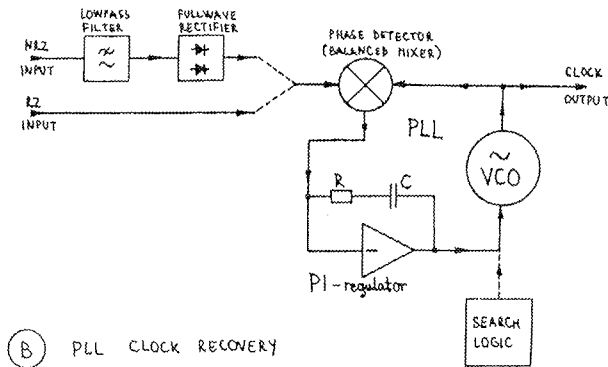 LOWPASS
FILTER
FULLWAVE
RECTIFIER
PHASE DETECTOR
(BALANCED MIXER)
NRZ
INPUT
RZ
INPUT
CLOCK
OUTPUT
PLL
VCO
R
C
PI-regulator
SEARCH
LOGIC
B PLL CLOCK RECOVERY